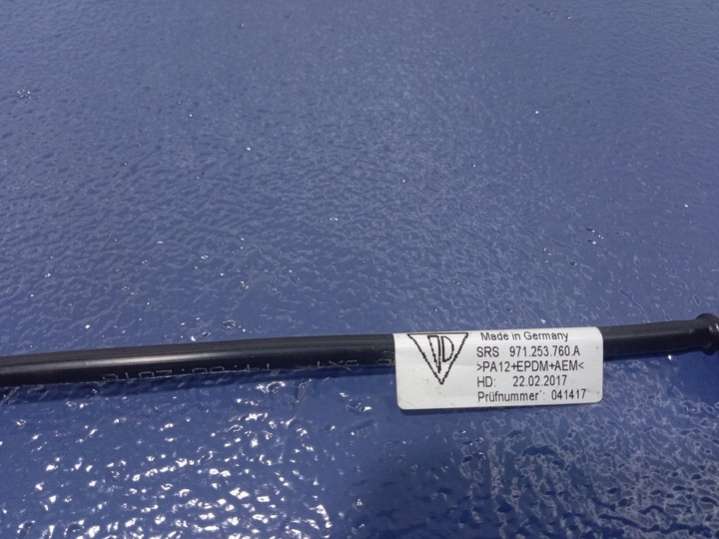 Made in Germany
SRS 971.253.760.A
>PA12+EPDM+AEM<
HD: 22.02.2017
Prüfnummer: 041417